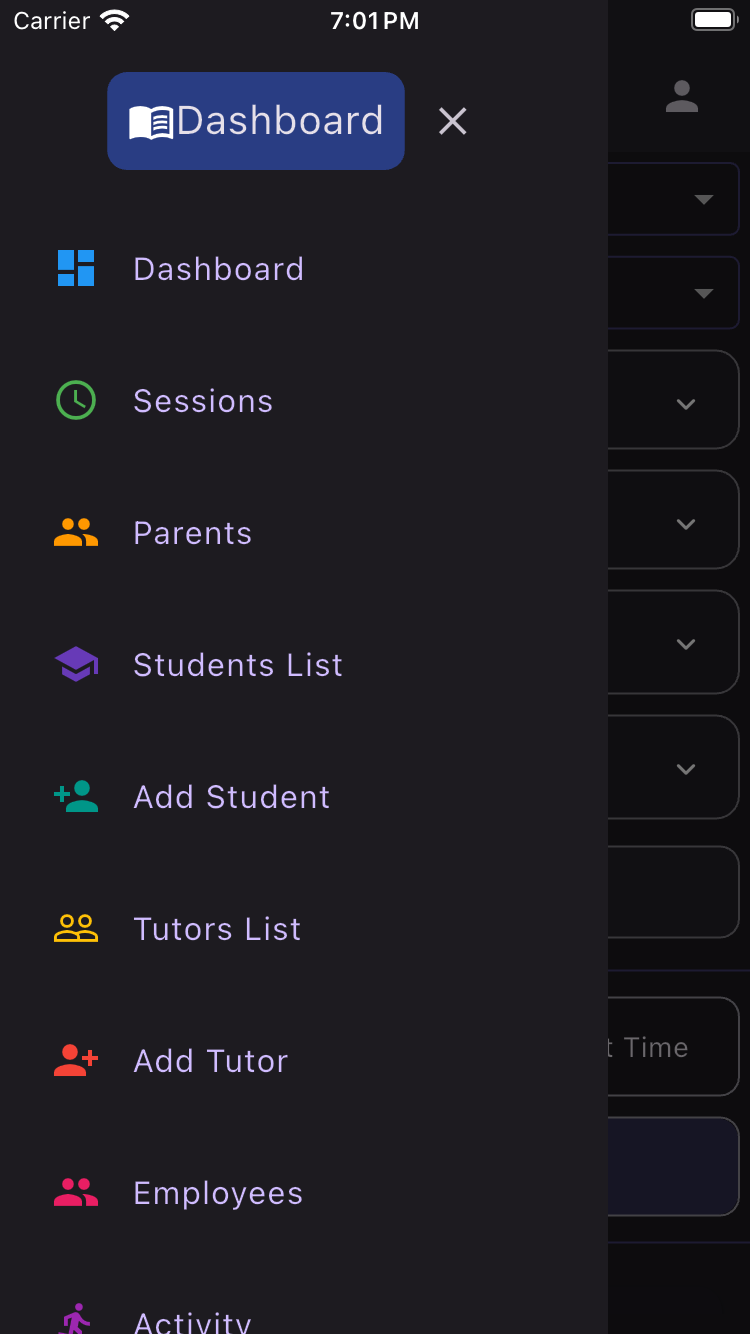 Carrier 7:01 PM
Dashboard
Dashboard
Sessions
Parents
Students List
Add Student
Tutors List
Add Tutor
t Time
Employees
Activity